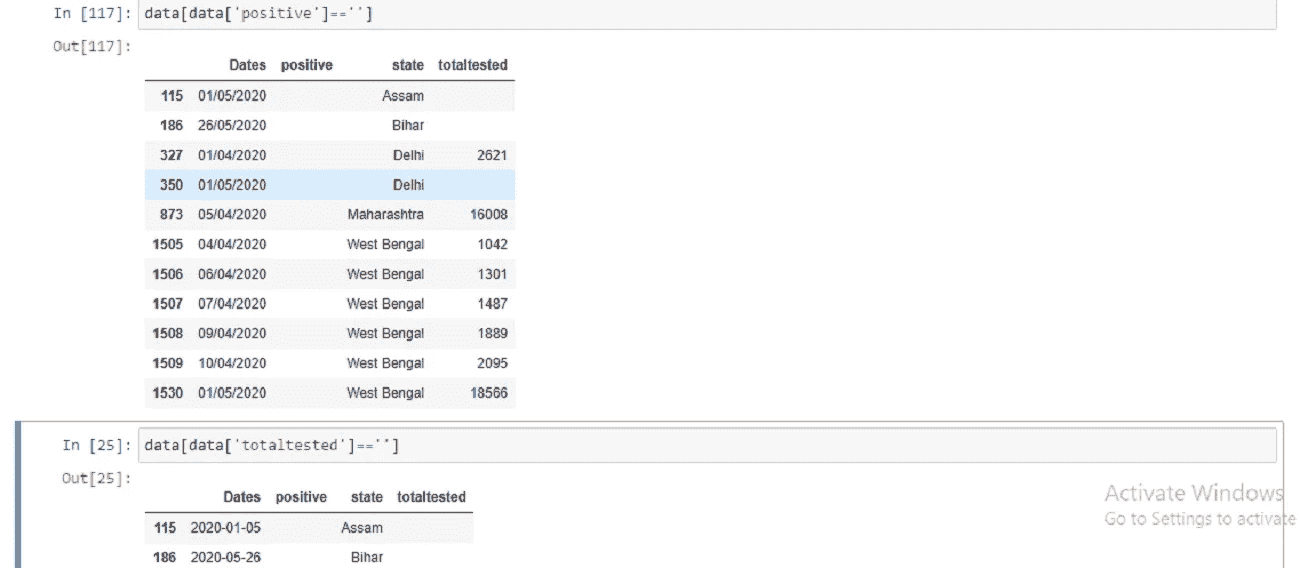 In [117]: data[data['positive']=='']
Out[117]:
Dates positive state totaltested
115 01/05/2020 Assam
186 26/05/2020 Bihar
327 01/04/2020 Delhi 2621
350 01/05/2020 Delhi
873 05/04/2020 Maharashtra 16008
1505 04/04/2020 West Bengal 1042
1506 06/04/2020 West Bengal 1301
1507 07/04/2020 West Bengal 1487
1508 09/04/2020 West Bengal 1889
1509 10/04/2020 West Bengal 2095
1530 01/05/2020 West Bengal 18566
In [25]: data[data['totaltested']=='']
Out[25]:
Dates positive state totaltested
115 2020-01-05 Assam
186 2020-05-26 Bihar
Activate Windows
Go to Settings to activate